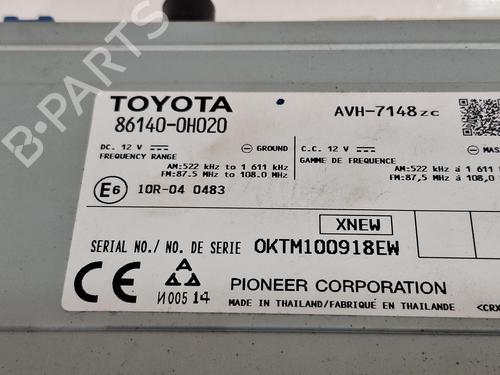 TOYOTA
86140-0H020
AVH-7148zc
DC. 12 V GROUND
FREQUENCY RANGE
AM:522 kHz to 1 611 kHz
FM:87.5 MHz to 108.0 MHz
C.C. 12 V MAS
GAMME DE FREQUENCE
AM:522 kHz á 1 611 k
FM:87,5 MHz á 108,0
E6 10R-04 0483
XNEW
SERIAL NO./ NO. DE SERIE OKTM100918EW
CE
A
N005 14
PIONEER CORPORATION
MADE IN THAILAND/FABRIQUÉ EN THAILANDE
<CRX